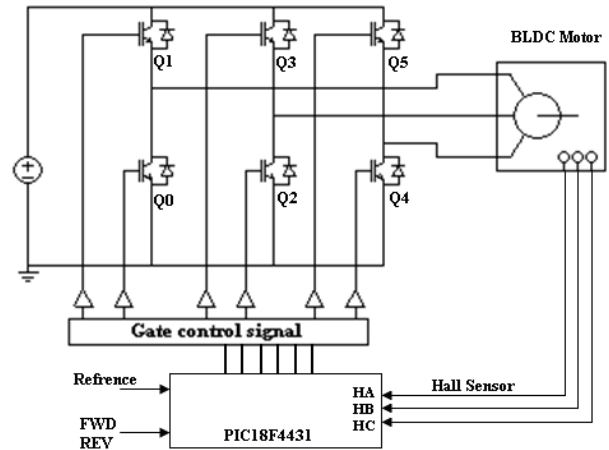 BLDC Motor
Q1
Q3
Q5
Q0
Q2
Q4
Gate control signal
Refrence
FWD
REV
PIC18F4431
HA
HB
HC
Hall Sensor